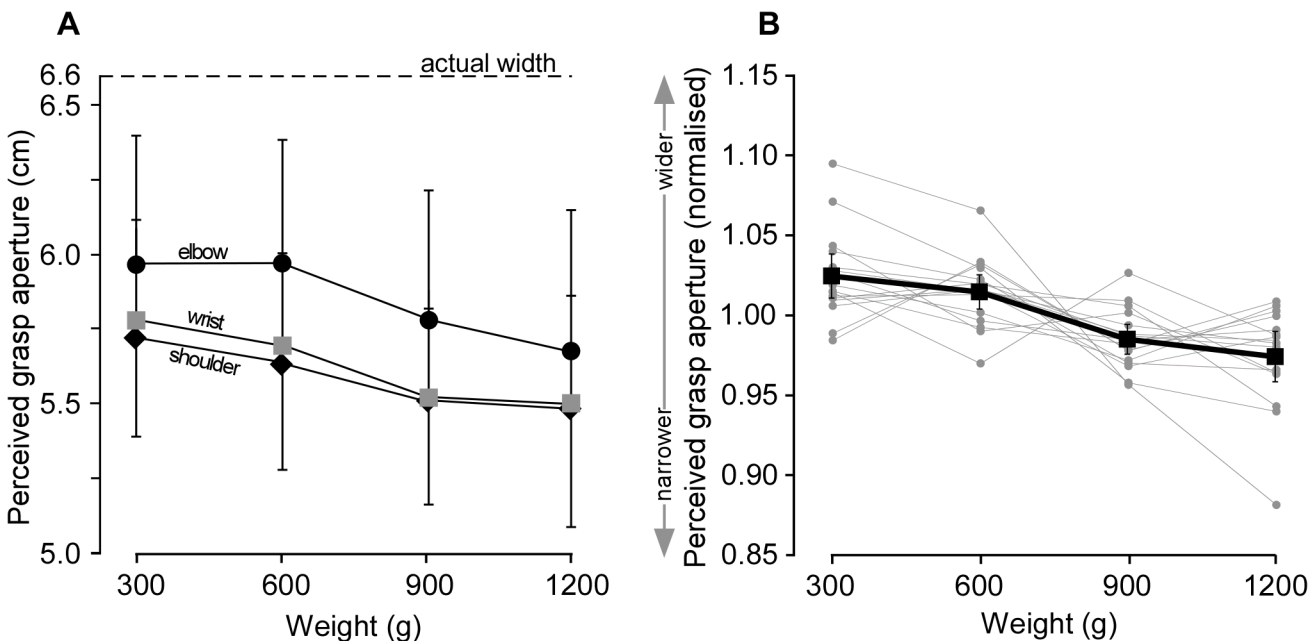 A
Perceived grasp aperture (cm)
6.6
6.5
6.0
5.5
5.0
actual width
elbow
wrist
shoulder
300
600
900
1200
Weight (g)
B
wider
narrower
Perceived grasp aperture (normalised)
1.15
1.10
1.05
1.00
0.95
0.90
0.85
300
600
900
1200
Weight (g)